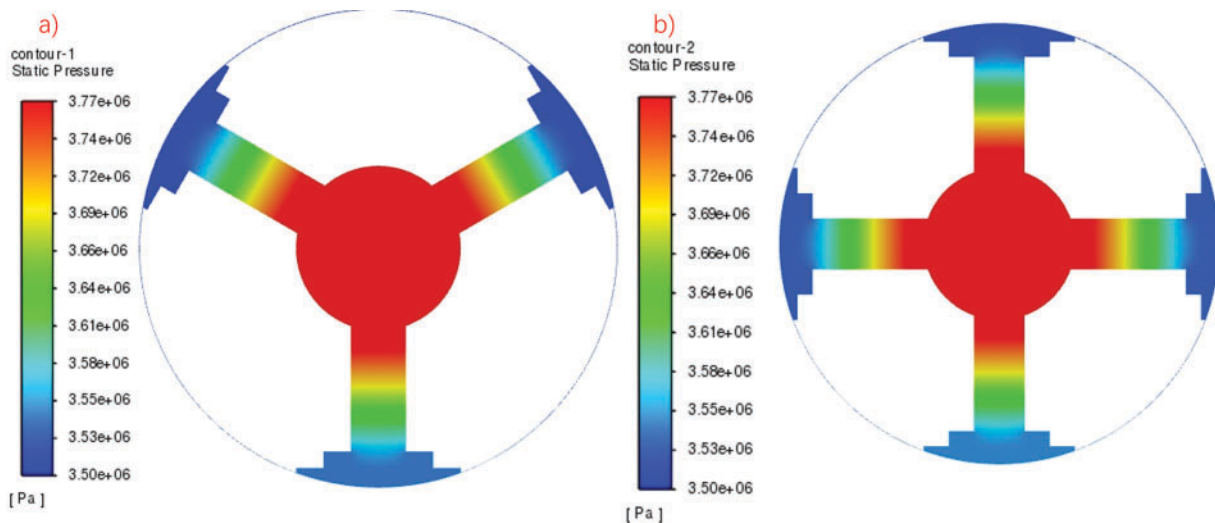 a)
contour-1
Static Pressure
3.77e+06
3.74e+06
3.72e+06
3.69e+06
3.66e+06
3.64e+06
3.61e+06
3.58e+06
3.55e+06
3.53e+06
3.50e+06
[ Pa ]
b)
contour-2
Static Pressure
3.77e+06
3.74e+06
3.72e+06
3.69e+06
3.66e+06
3.64e+06
3.61e+06
3.58e+06
3.55e+06
3.53e+06
3.50e+06
[ Pa ]